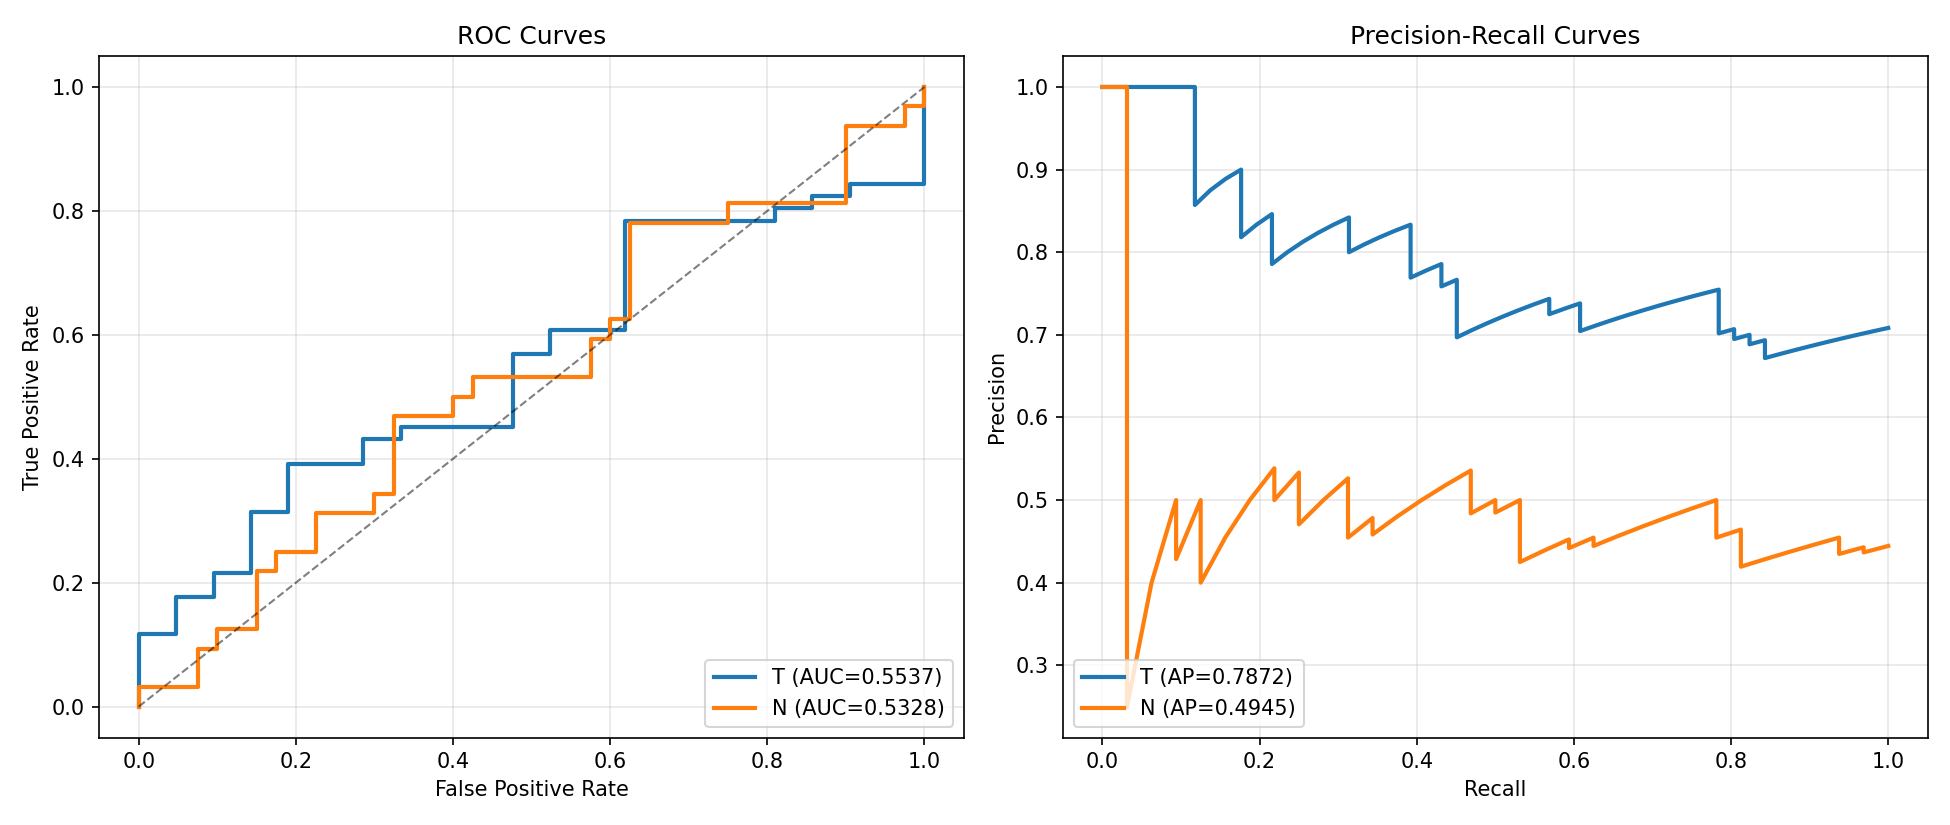 ROC Curves
True Positive Rate
1.0
0.8
0.6
0.4
0.2
0.0
0.0 0.2 0.4 0.6 0.8 1.0
False Positive Rate
T (AUC=0.5537)
N (AUC=0.5328)
Precision-Recall Curves
Precision
1.0
0.9
0.8
0.7
0.6
0.5
0.4
0.3
0.0 0.2 0.4 0.6 0.8 1.0
Recall
T (AP=0.7872)
N (AP=0.4945)